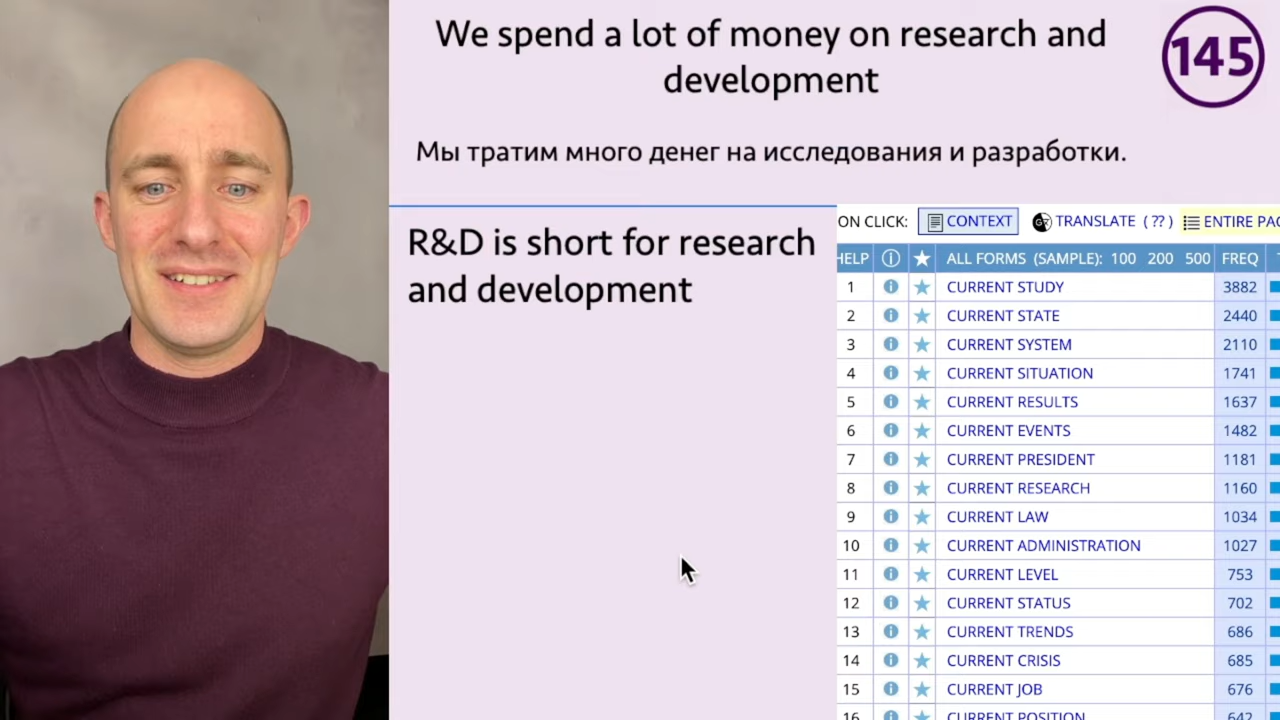 We spend a lot of money on research and
development
145
Мы тратим много денег на исследования и разработки.
R&D is short for research
and development
ON CLICK: CONTEXT TRANSLATE ( ?? ) ENTIRE PAG
HELP ALL FORMS (SAMPLE): 100 200 500 FREQ
1 CURRENT STUDY 3882
2 CURRENT STATE 2440
3 CURRENT SYSTEM 2110
4 CURRENT SITUATION 1741
5 CURRENT RESULTS 1637
6 CURRENT EVENTS 1482
7 CURRENT PRESIDENT 1181
8 CURRENT RESEARCH 1160
9 CURRENT LAW 1034
10 CURRENT ADMINISTRATION 1027
11 CURRENT LEVEL 753
12 CURRENT STATUS 702
13 CURRENT TRENDS 686
14 CURRENT CRISIS 685
15 CURRENT JOB 676
16 CURRENT POSITION 642